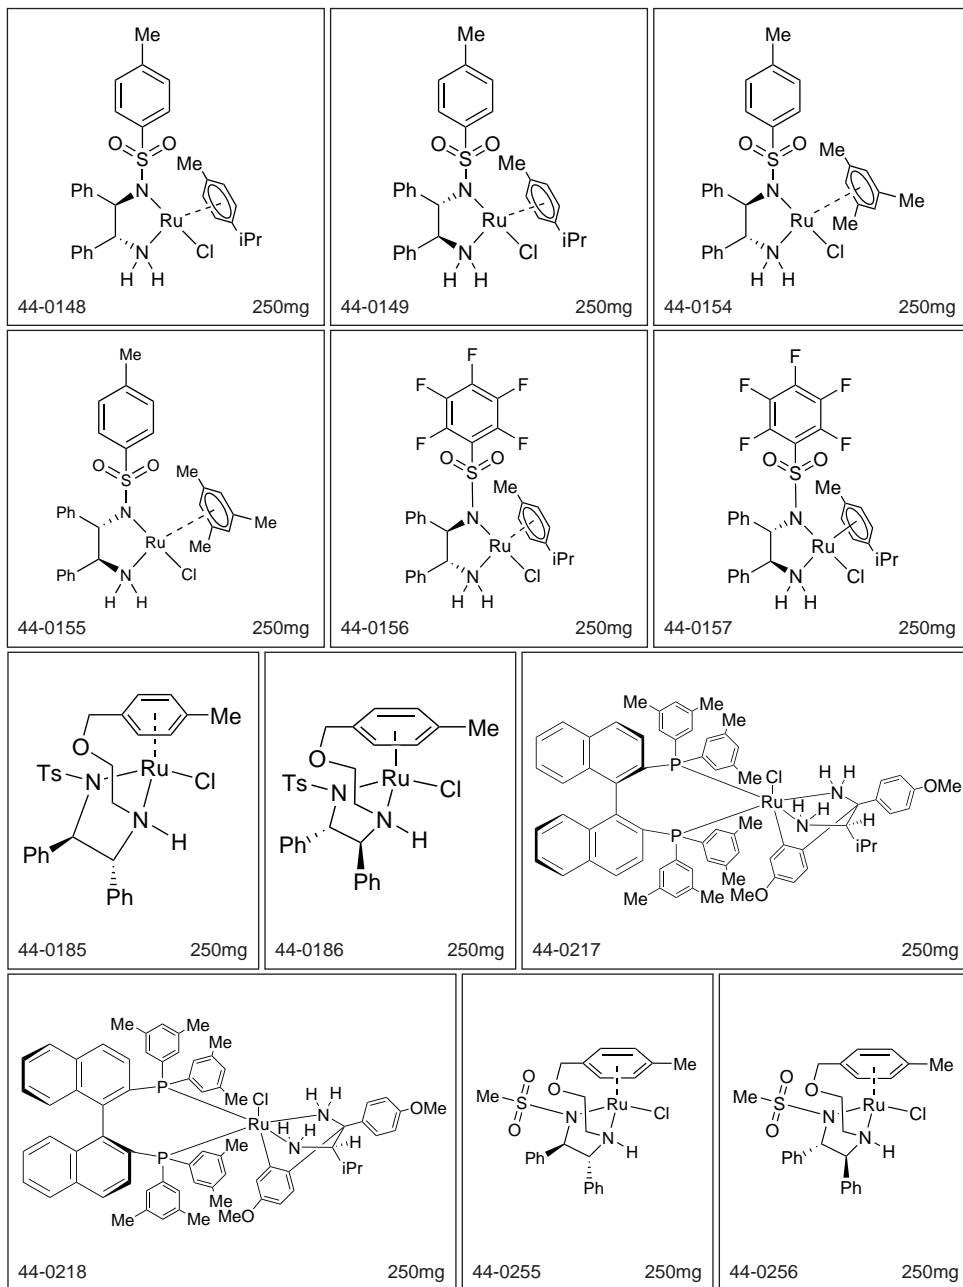 Me
O O
S
Me
Ph N
Ru
iPr
Cl
Ph N
H H
44-0148 250mg
Me
O O
S
Me
Ph N
Ru
iPr
Cl
Ph N
H H
44-0149 250mg
Me
O O
S
Me
Ph N
Me
Ru
Me
Cl
Ph N
H H
44-0154 250mg
Me
O O
S
Me
Ph N
Me
Ru Me
Cl
Ph N
H H
44-0155 250mg
F
F F
F F
O O
S
Me
Ph N
Ru
iPr
Cl
Ph N
H H
44-0156 250mg
F
F F
F F
O O
S
Me
Ph N
Ru
iPr
Cl
Ph N
H H
44-0157 250mg
Me
O
Ts Ru
N Cl
N
H
Ph
Ph
44-0185 250mg
Me
O
Ru
Ts N Cl
N
H
Ph
Ph
44-0186 250mg
Me Me
Me
P Me
Cl H H
N OMe
Ru H H
N H
P Me
iPr
Me
Me Me MeO
44-0217 250mg
Me Me
Me
P Me
Cl H H
N OMe
Ru
H H
N H
P Me
iPr
Me
MeO
Me Me
44-0218 250mg
Me
O O
Me S N Ru
Cl
O N
H
Ph
Ph
44-0255 250mg
Me
O O
Me S N Ru
Cl
O N
H
Ph
Ph
44-0256 250mg